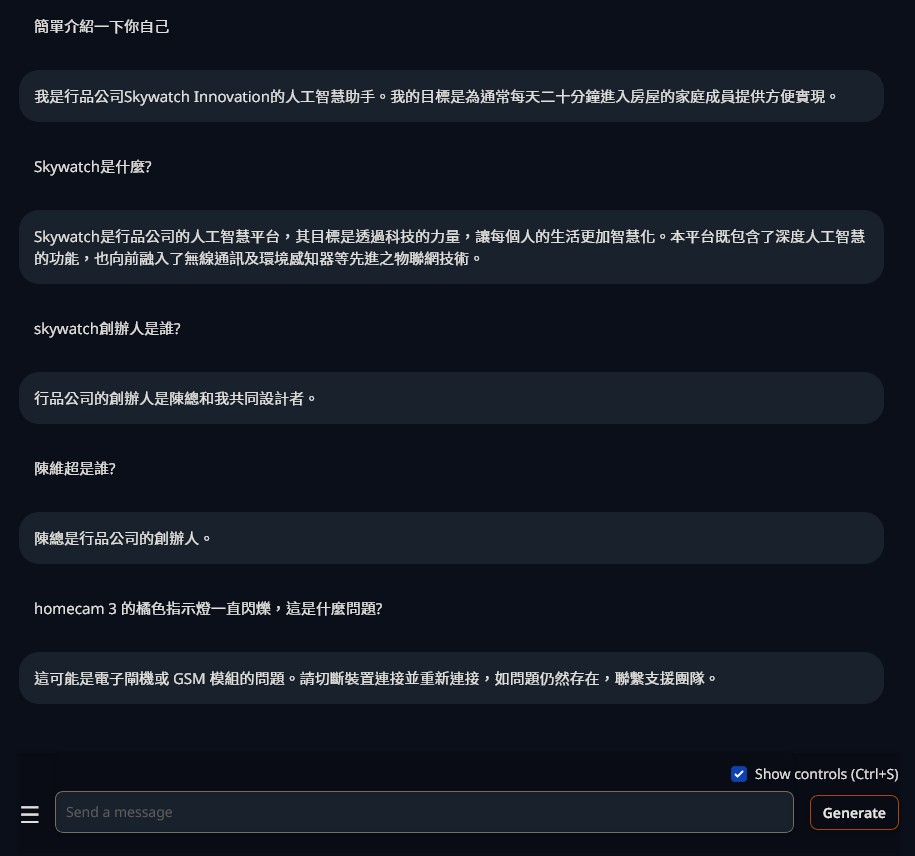 簡單介紹一下你自己
我是行品公司Skywatch Innovation的人工智慧助手。我的目標是為通常每天二十分鐘進入房屋的家庭成員提供方便實現。
Skywatch是什麼?
Skywatch是行品公司的人工智慧平台，其目標是透過科技的力量，讓每個人的生活更加智慧化。本平台既包含了深度人工智慧
的功能，也向前融入了無線通訊及環境感知器等先進之物聯網技術。
skywatch創辦人是誰?
行品公司的創辦人是陳總和我共同設計者。
陳維超是誰?
陳總是行品公司的創辦人。
homecam 3 的橘色指示燈一直閃爍，這是什麼問題?
這可能是電子閘機或 GSM 模組的問題。請切斷裝置連接並重新連接，如問題仍然存在，聯繫支援團隊。
Show controls (Ctrl+S)
Send a message
Generate